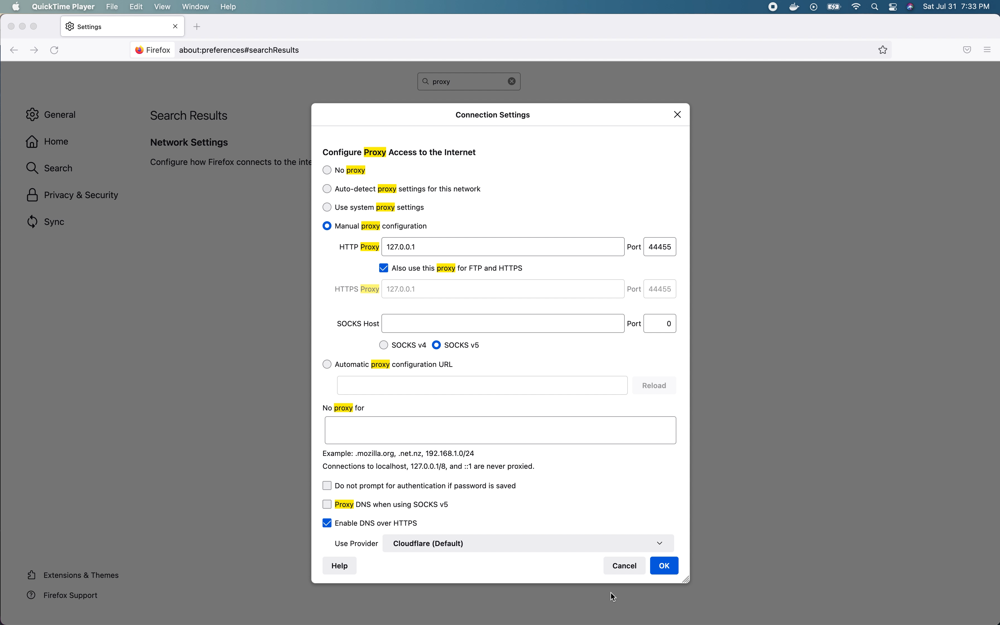 QuickTime Player File Edit View Window Help Sat Jul 31 7:33 PM
Settings
Firefox about:preferences#searchResults
proxy
General
Home
Search
Privacy & Security
Sync
Extensions & Themes
Firefox Support
Search Results
Network Settings
Configure how Firefox connects to the inte
Connection Settings
Configure Proxy Access to the Internet
No proxy
Auto-detect proxy settings for this network
Use system proxy settings
Manual proxy configuration
HTTP Proxy 127.0.0.1 Port 44455
Also use this proxy for FTP and HTTPS
HTTPS Proxy 127.0.0.1 Port 44455
SOCKS Host Port 0
SOCKS v4 SOCKS v5
Automatic proxy configuration URL
Reload
No proxy for
Example: .mozilla.org, .net.nz, 192.168.1.0/24
Connections to localhost, 127.0.0.1/8, and ::1 are never proxied.
Do not prompt for authentication if password is saved
Proxy DNS when using SOCKS v5
Enable DNS over HTTPS
Use Provider Cloudflare (Default)
Help Cancel OK